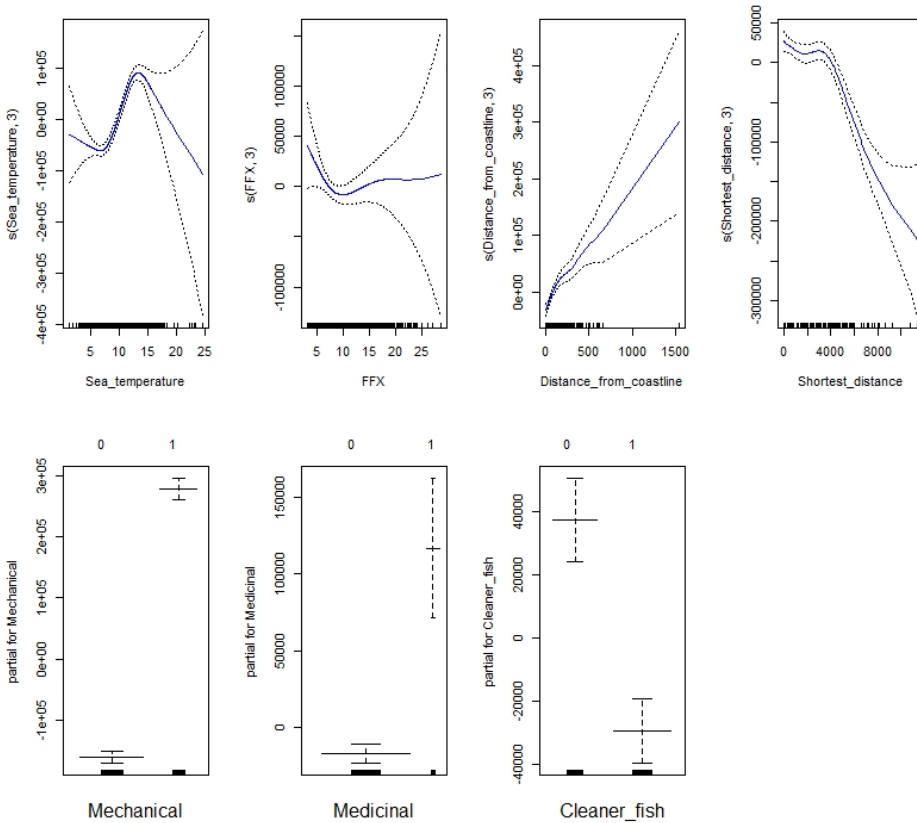 s(Sea_temperature, 3)
1e+05
0e+00
-1e+05
-2e+05
-3e+05
-4e+05
5 10 15 20 25
Sea_temperature
s(FFX, 3)
100000
50000
0
-100000
5 10 15 20 25
FFX
s(Distance_from_coastline, 3)
4e+05
3e+05
2e+05
1e+05
0e+00
0 500 1000 1500
Distance_from_coastline
s(Shortest_distance, 3)
50000
0
-100000
-200000
-300000
0 4000 8000
Shortest_distance
0 1
partial for Mechanical
3e+05
2e+05
1e+05
0e+00
-1e+05
Mechanical
0 1
partial for Medicinal
150000
100000
50000
0
Medicinal
0 1
partial for Cleaner_fish
40000
20000
0
-20000
-40000
Cleaner_fish